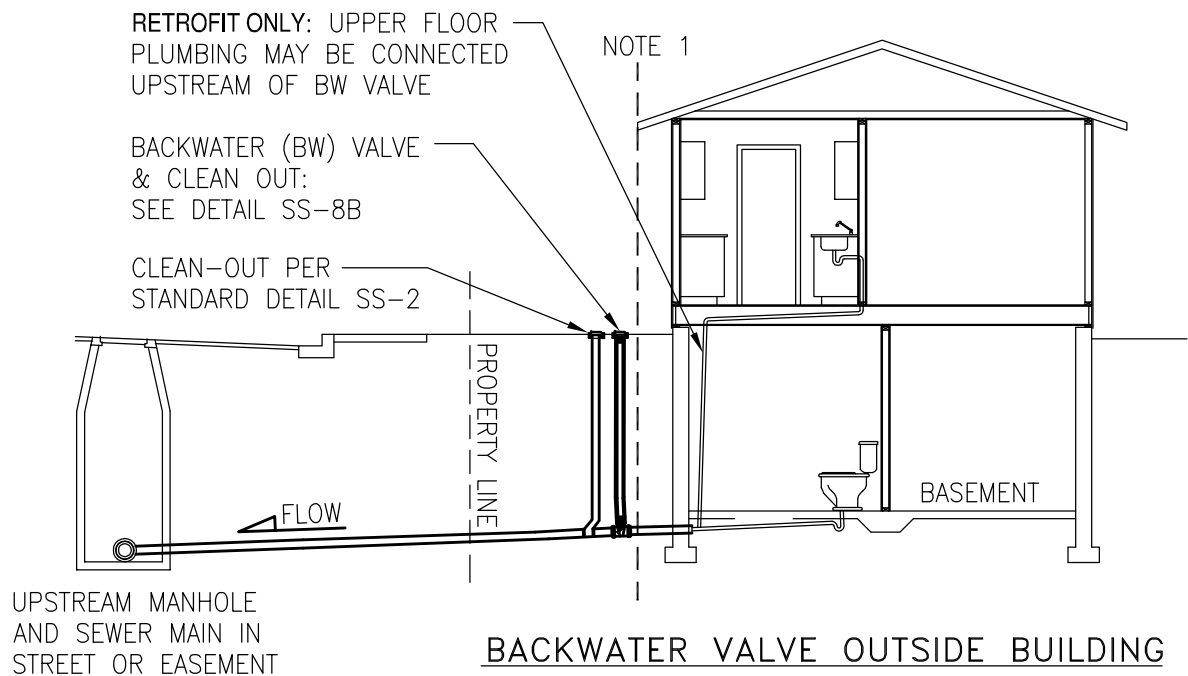 RETROFIT ONLY: UPPER FLOOR
PLUMBING MAY BE CONNECTED
UPSTREAM OF BW VALVE
NOTE 1
BACKWATER (BW) VALVE
& CLEAN OUT:
SEE DETAIL SS-8B
CLEAN-OUT PER
STANDARD DETAIL SS-2
PROPERTY LINE
FLOW
BASEMENT
UPSTREAM MANHOLE
AND SEWER MAIN IN
STREET OR EASEMENT
BACKWATER VALVE OUTSIDE BUILDING